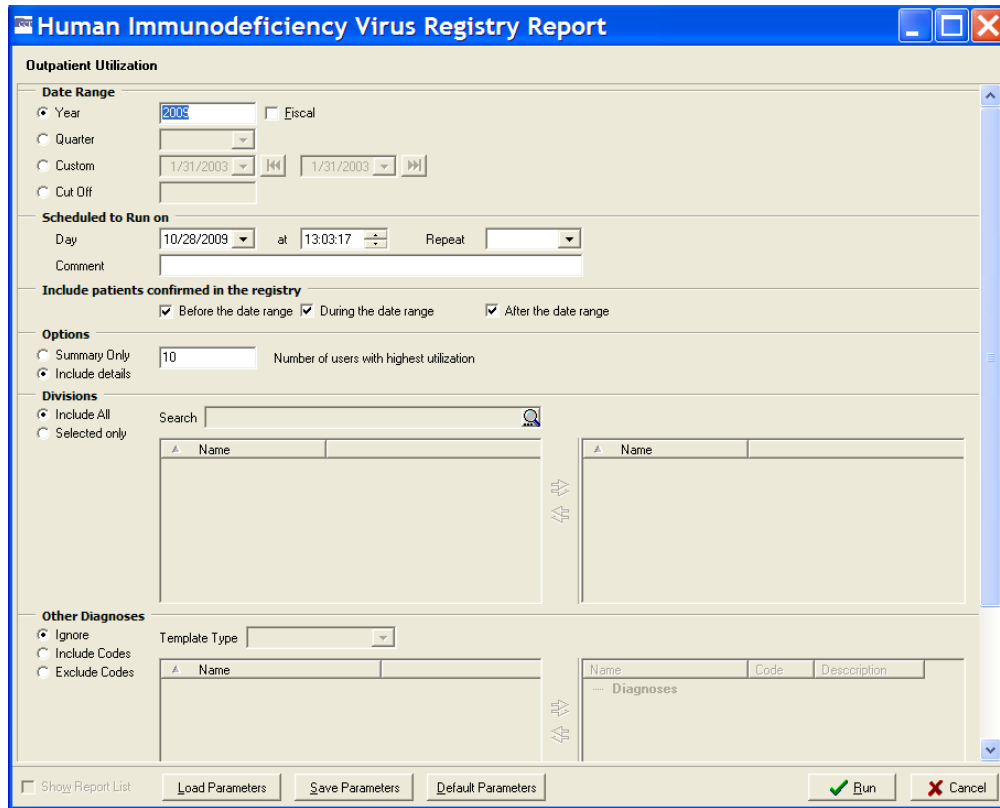 Human Immunodeficiency Virus Registry Report
Outpatient Utilization
Date Range
Year 2009 Fiscal
Quarter
Custom 1/31/2003 1/31/2003
Cut Off
Scheduled to Run on
Day 10/28/2009 at 13:03:17 Repeat
Comment
Include patients confirmed in the registry
Before the date range During the date range After the date range
Options
Summary Only 10 Number of users with highest utilization
Include details
Divisions
Include All Search
Selected only
Name Name
Other Diagnoses
Ignore Template Type
Include Codes
Exclude Codes Name Name Code Desccription
Diagnoses
Show Report List Load Parameters Save Parameters Default Parameters Run Cancel